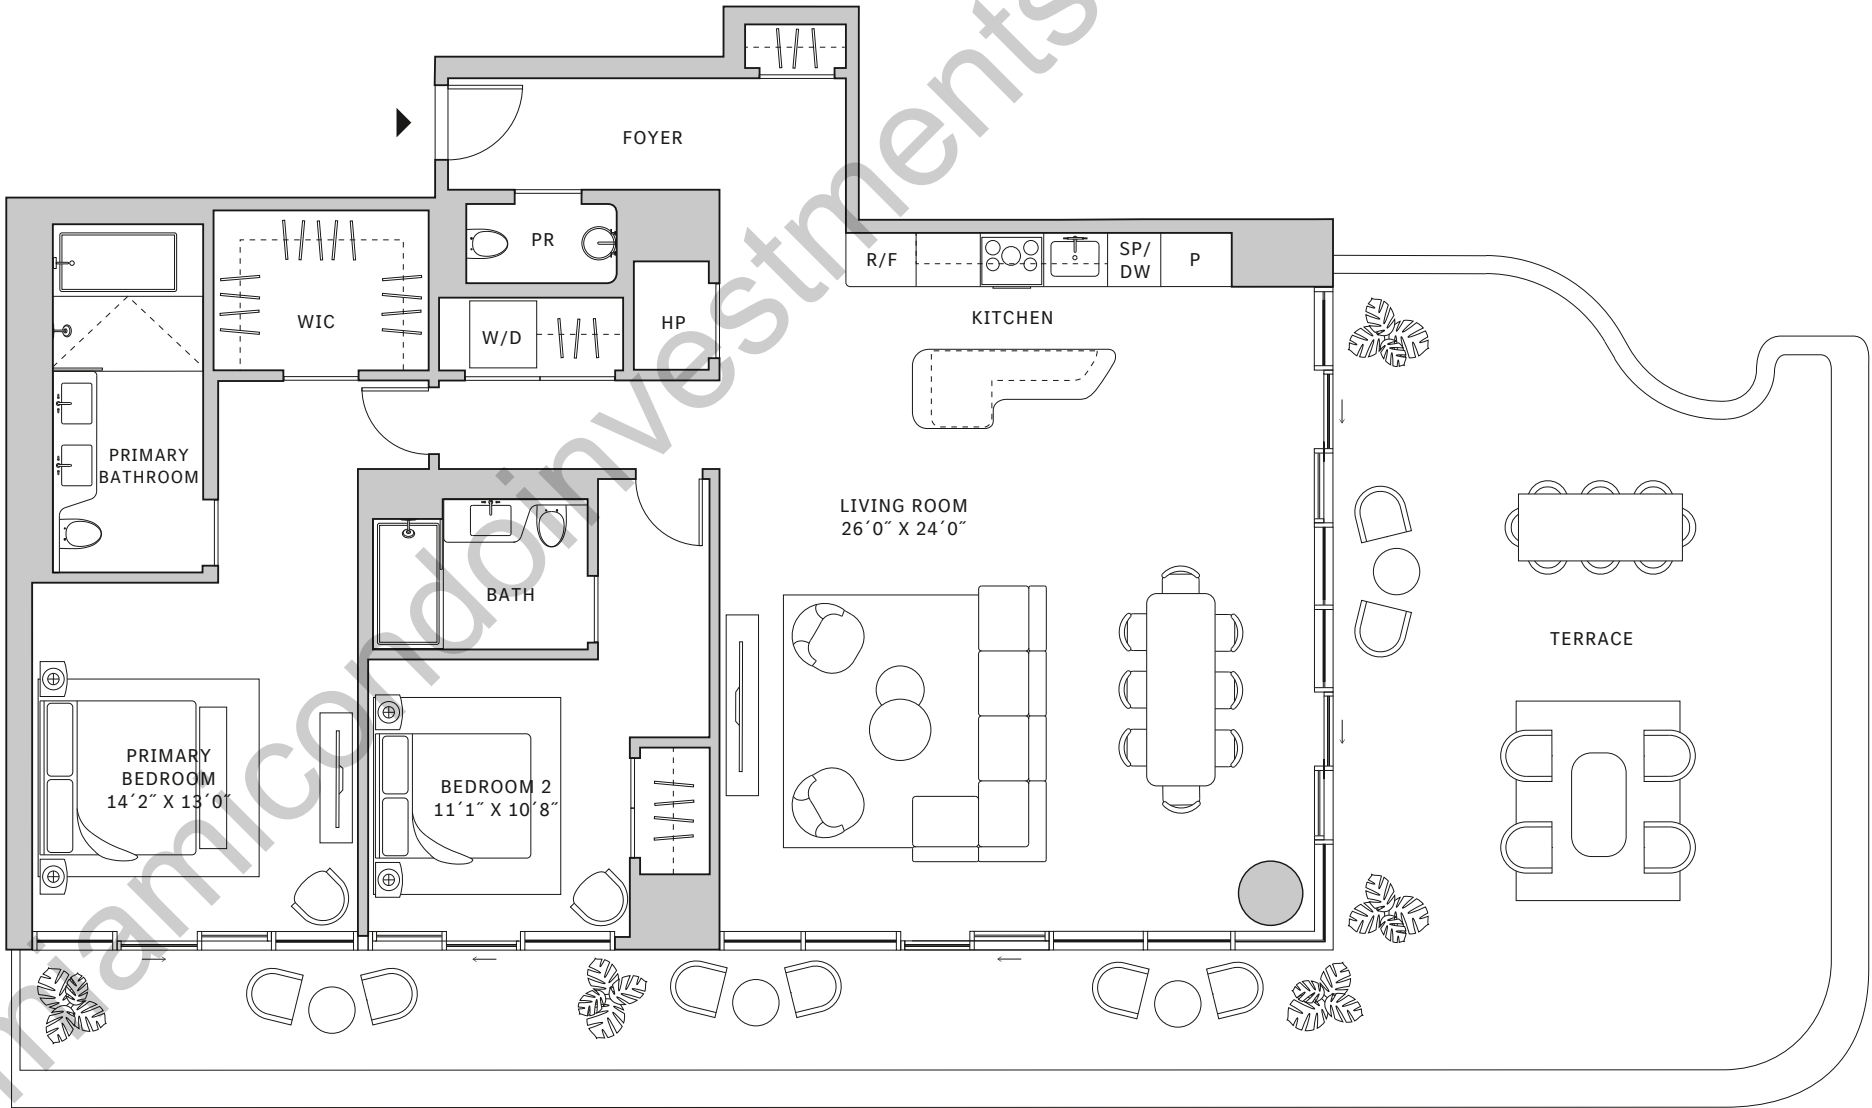 FOYER
PR
R/F
SP/
DW
P
WIC
W/D
HP
KITCHEN
PRIMARY
BATHROOM
LIVING ROOM
26´0˝ X 24´0˝
BATH
TERRACE
PRIMARY
BEDROOM
14´2˝ X 13´0˝
BEDROOM 2
11´1˝ X 10´8˝
miamicondoinvestments